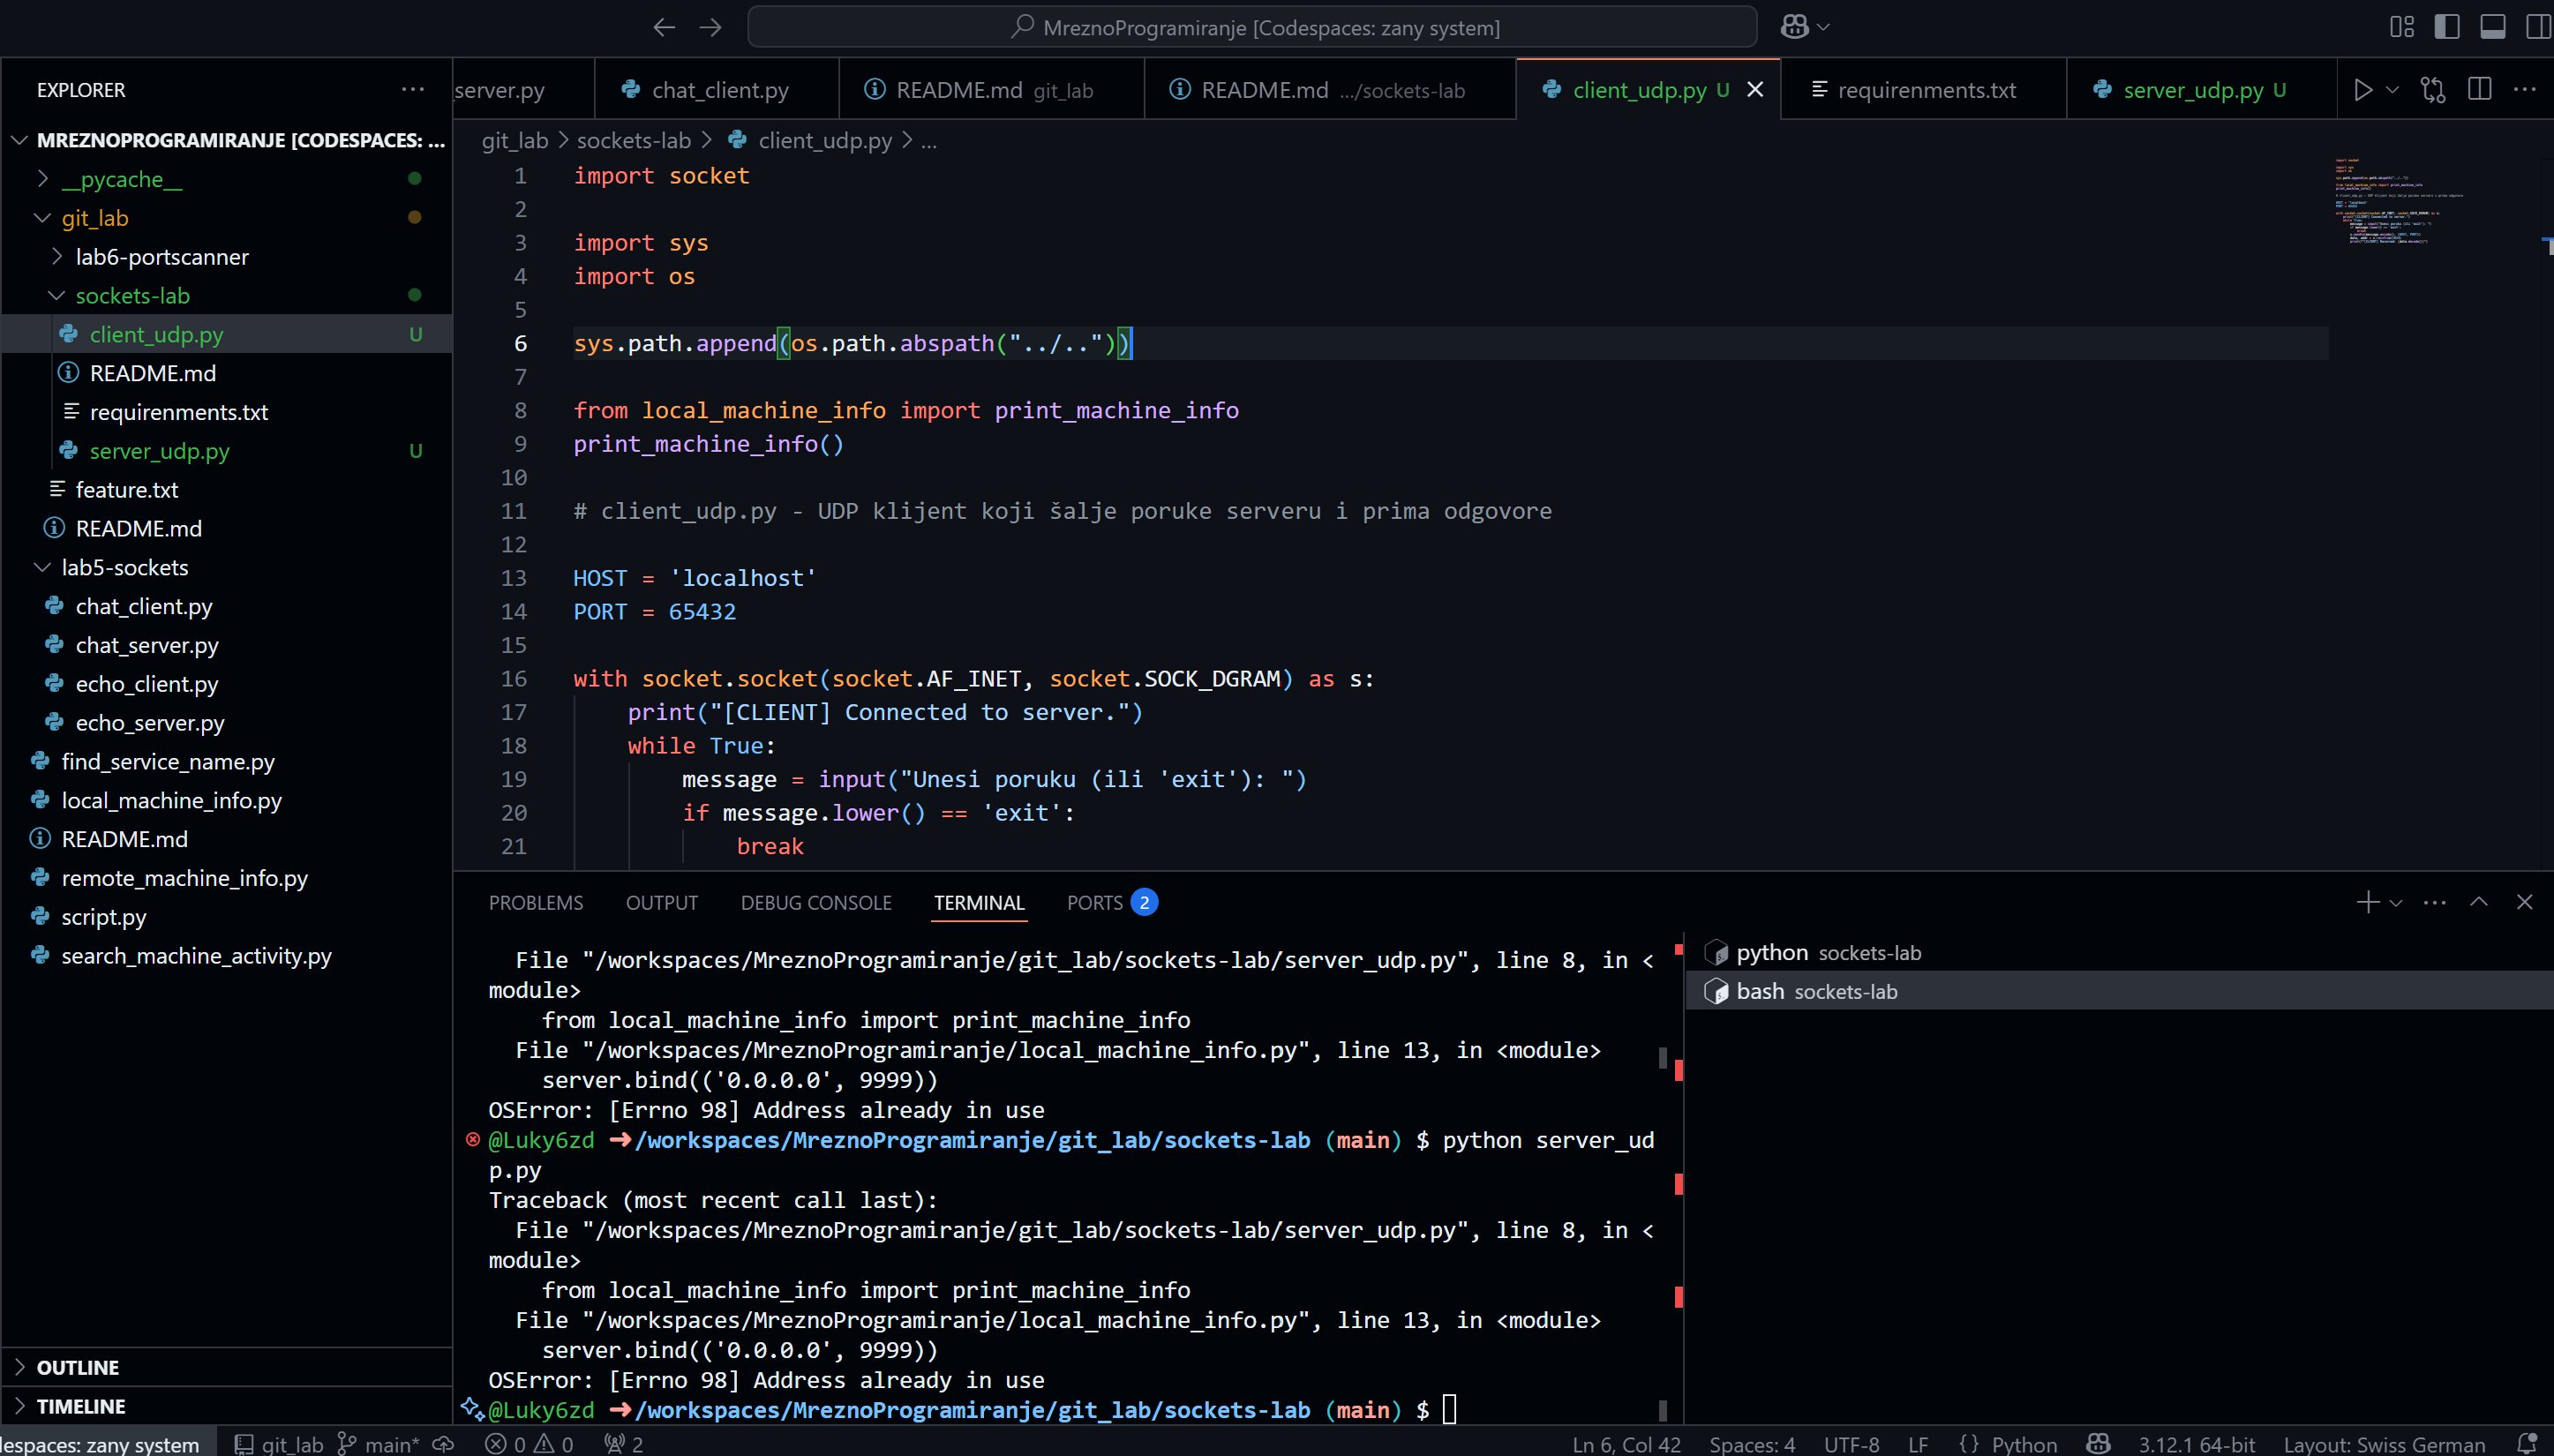 MreznoProgramiranje [Codespaces: zany system]
EXPLORER
MREZNOPROGRAMIRANJE [CODESPACES: ...
__pycache__
git_lab
lab6-portscanner
sockets-lab
client_udp.py U
README.md
requirenments.txt
server_udp.py U
feature.txt
README.md
lab5-sockets
chat_client.py
chat_server.py
echo_client.py
echo_server.py
find_service_name.py
local_machine_info.py
README.md
remote_machine_info.py
script.py
search_machine_activity.py
OUTLINE
TIMELINE
server.py chat_client.py README.md git_lab README.md .../sockets-lab client_udp.py U requirenments.txt server_udp.py U
git_lab > sockets-lab > client_udp.py > ...
1 import socket
2
3 import sys
4 import os
5
6 sys.path.append(os.path.abspath("../.."))
7
8 from local_machine_info import print_machine_info
9 print_machine_info()
10
11 # client_udp.py - UDP klijent koji šalje poruke serveru i prima odgovore
12
13 HOST = 'localhost'
14 PORT = 65432
15
16 with socket.socket(socket.AF_INET, socket.SOCK_DGRAM) as s:
17 print("[CLIENT] Connected to server.")
18 while True:
19 message = input("Unesi poruku (ili 'exit'): ")
20 if message.lower() == 'exit':
21 break
PROBLEMS OUTPUT DEBUG CONSOLE TERMINAL PORTS 2
File "/workspaces/MreznoProgramiranje/git_lab/sockets-lab/server_udp.py", line 8, in <
module>
from local_machine_info import print_machine_info
File "/workspaces/MreznoProgramiranje/local_machine_info.py", line 13, in <module>
server.bind(('0.0.0.0', 9999))
OSError: [Errno 98] Address already in use
@Luky6zd ➜/workspaces/MreznoProgramiranje/git_lab/sockets-lab (main) $ python server_ud
p.py
Traceback (most recent call last):
File "/workspaces/MreznoProgramiranje/git_lab/sockets-lab/server_udp.py", line 8, in <
module>
from local_machine_info import print_machine_info
File "/workspaces/MreznoProgramiranje/local_machine_info.py", line 13, in <module>
server.bind(('0.0.0.0', 9999))
OSError: [Errno 98] Address already in use
@Luky6zd ➜/workspaces/MreznoProgramiranje/git_lab/sockets-lab (main) $
python sockets-lab
bash sockets-lab
espaces: zany system git_lab main* 0 0 2 Ln 6, Col 42 Spaces: 4 UTF-8 LF {} Python 3.12.1 64-bit Layout: Swiss German